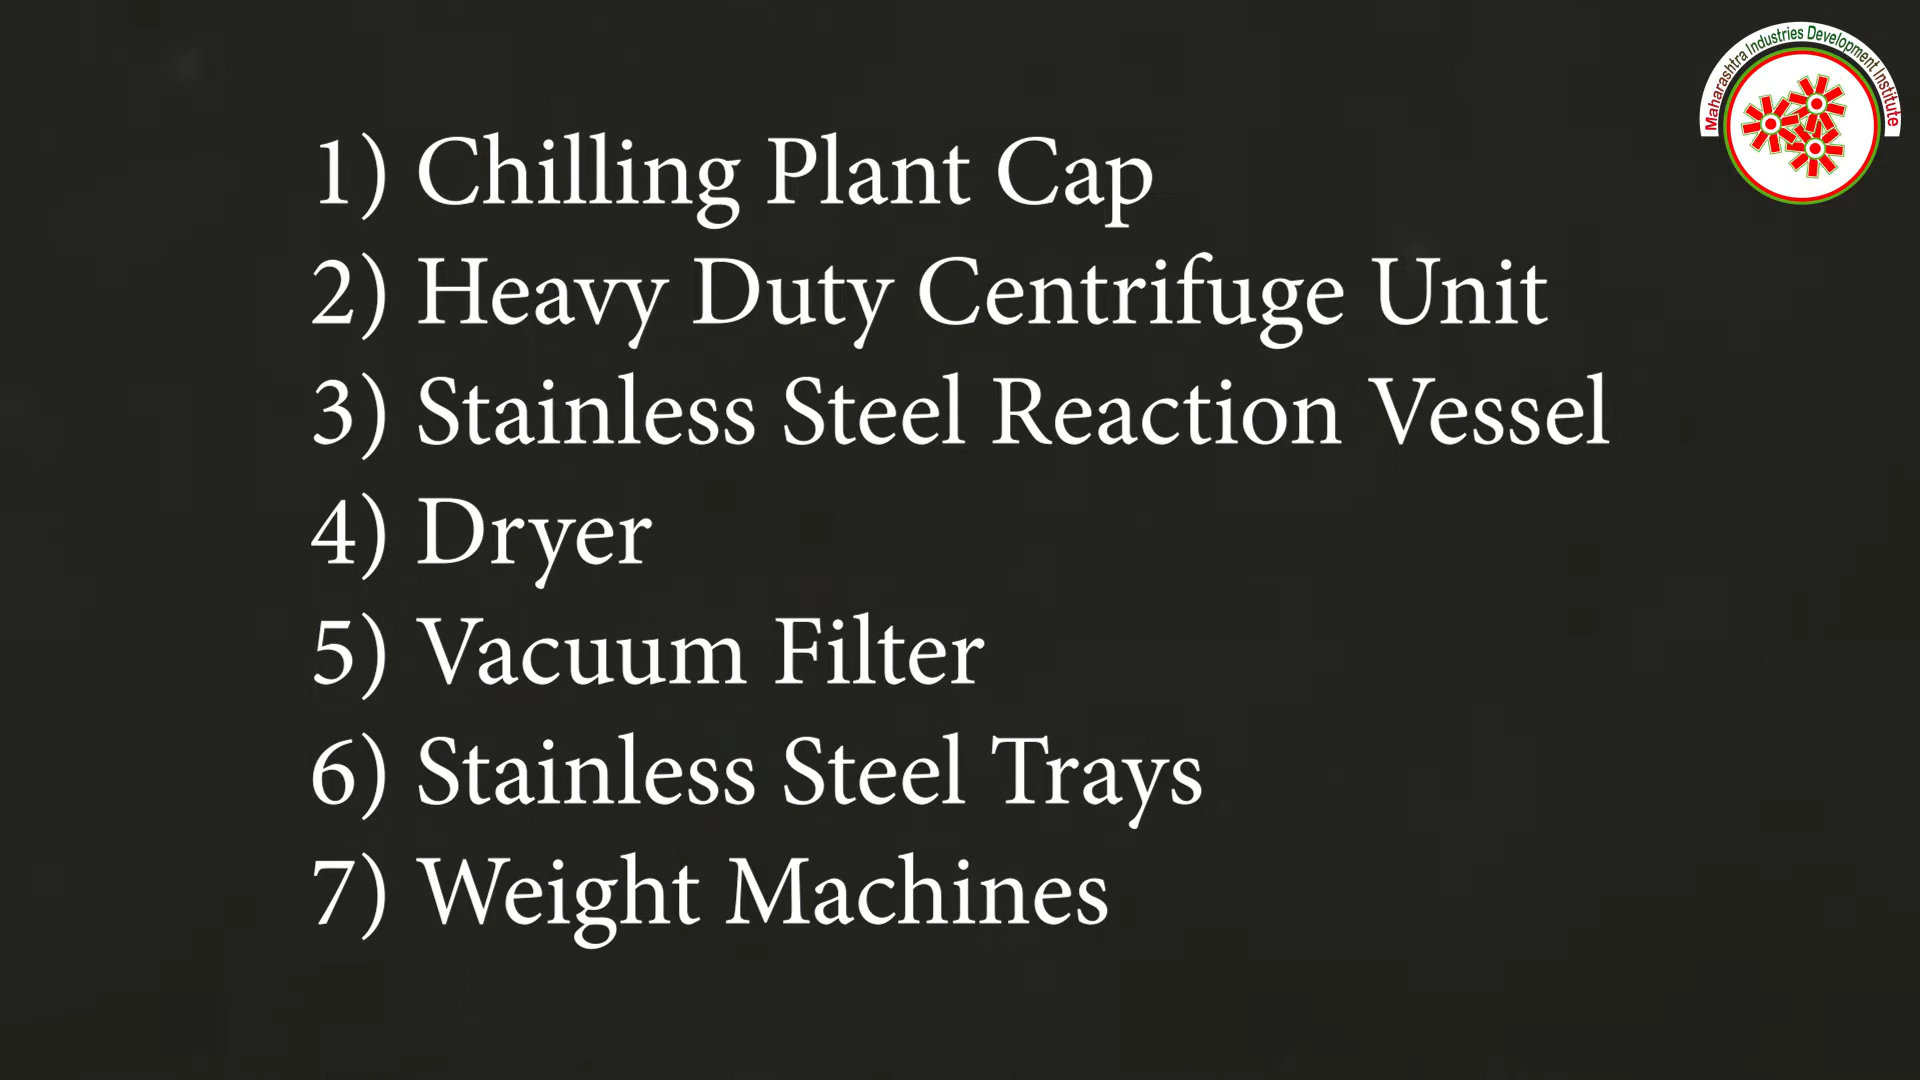 Maharashtra Industries Development Institute
1) Chilling Plant Cap
2) Heavy Duty Centrifuge Unit
3) Stainless Steel Reaction Vessel
4) Dryer
5) Vacuum Filter
6) Stainless Steel Trays
7) Weight Machines